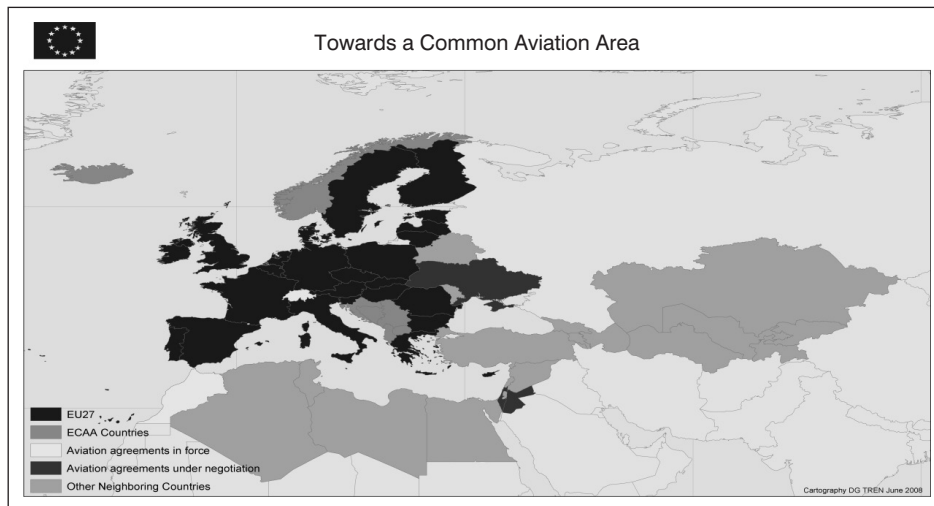 Towards a Common Aviation Area
EU27
ECAA Countries
Aviation agreements in force
Aviation agreements under negotiation
Other Neighboring Countries
Cartography DG TREN June 2008